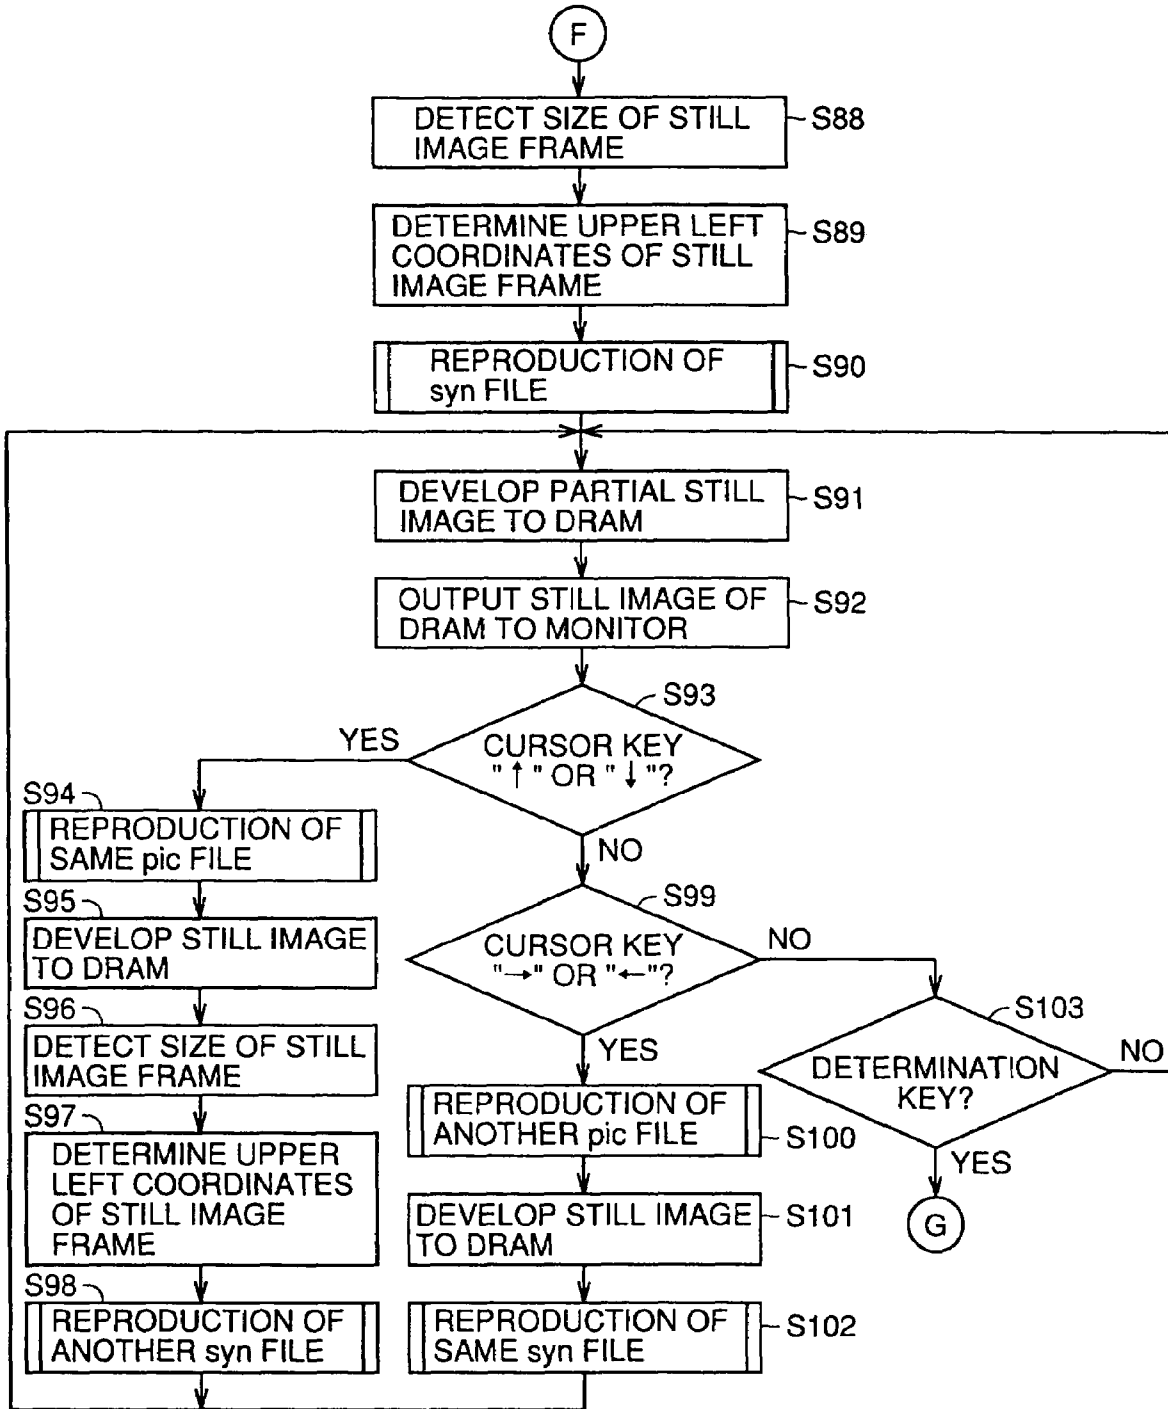 F
DETECT SIZE OF STILL
IMAGE FRAME
S88
DETERMINE UPPER LEFT
COORDINATES OF STILL
IMAGE FRAME
S89
REPRODUCTION OF
syn FILE
S90
DEVELOP PARTIAL STILL
IMAGE TO DRAM
S91
OUTPUT STILL IMAGE OF
DRAM TO MONITOR
S92
S93
CURSOR KEY
"↑" OR "↓"?
YES
NO
S94
REPRODUCTION OF
SAME pic FILE
S95
DEVELOP STILL IMAGE
TO DRAM
S96
DETECT SIZE OF STILL
IMAGE FRAME
S97
DETERMINE UPPER
LEFT COORDINATES
OF STILL IMAGE
FRAME
S98
REPRODUCTION OF
ANOTHER syn FILE
S99
CURSOR KEY
"→" OR "←"?
NO
YES
REPRODUCTION OF
ANOTHER pic FILE
S100
DEVELOP STILL IMAGE
TO DRAM
S101
REPRODUCTION OF
SAME syn FILE
S102
S103
DETERMINATION
KEY?
NO
YES
G